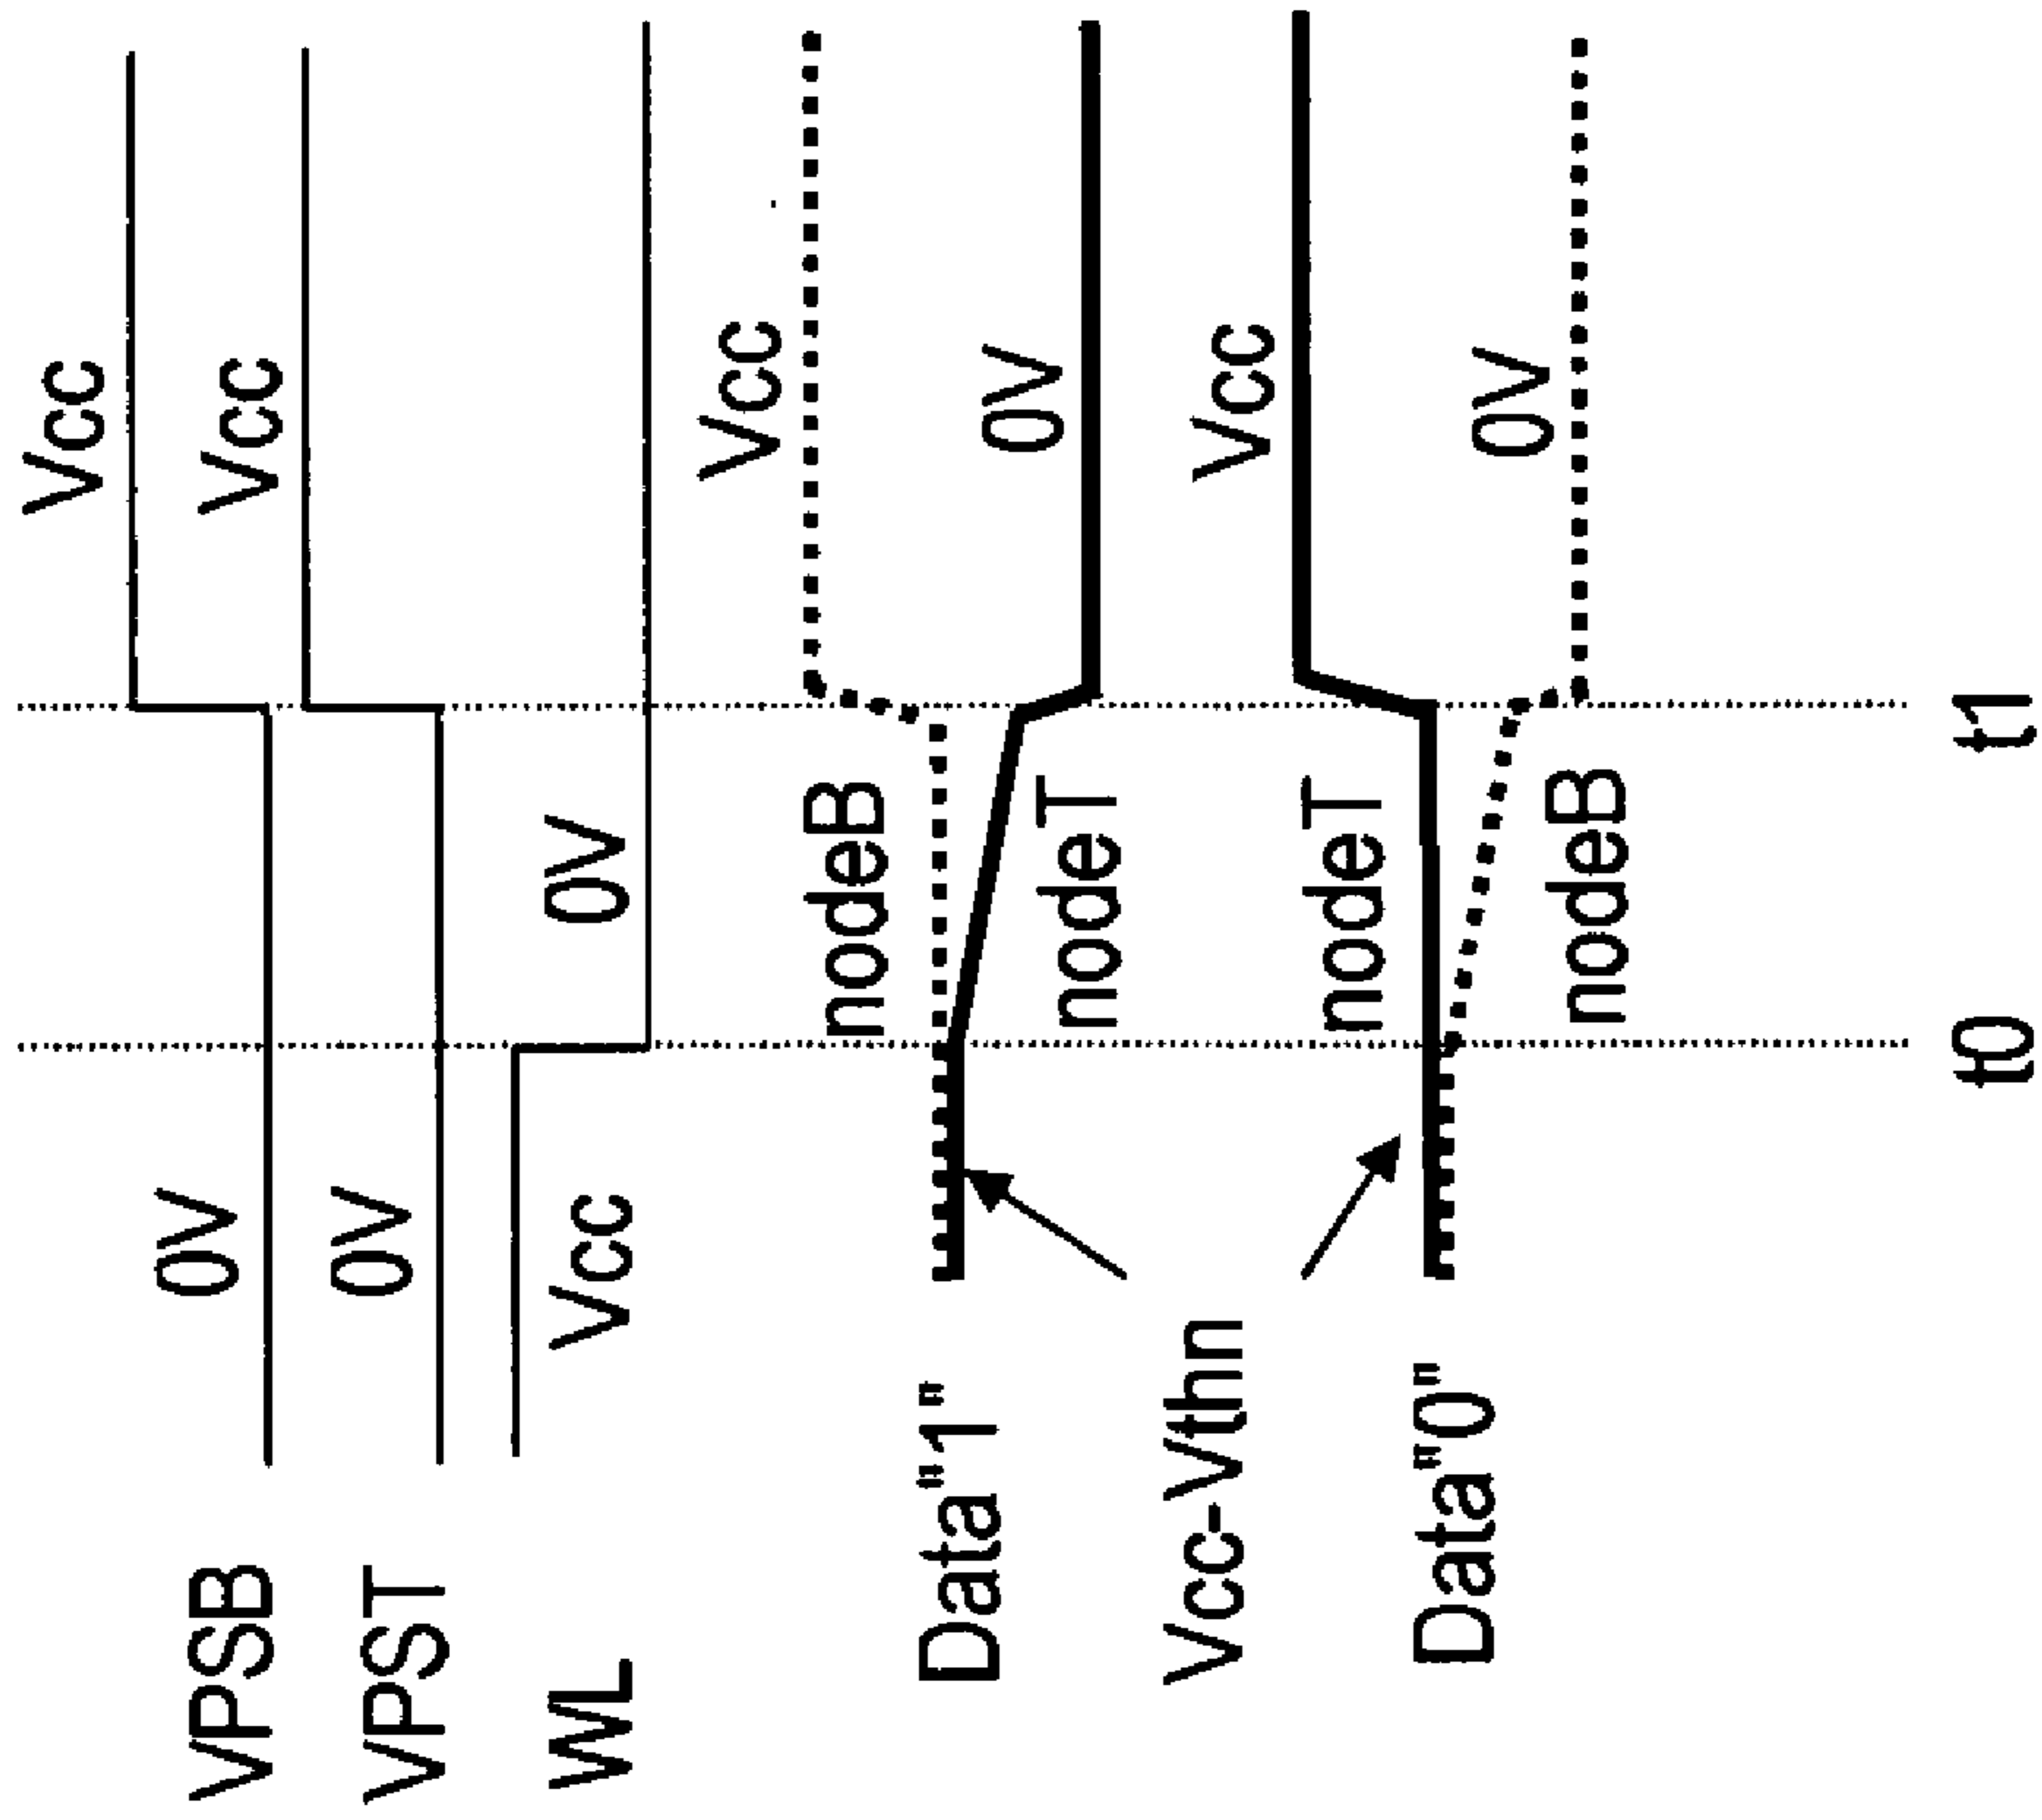 VPSB 0V Vcc
VPST 0V Vcc
WL Vcc 0V
Vcc
nodeB
Data"1"
0V
nodeT
Vcc-Vthn
Vcc
nodeT
Data"0"
0V
nodeB
t0 t1